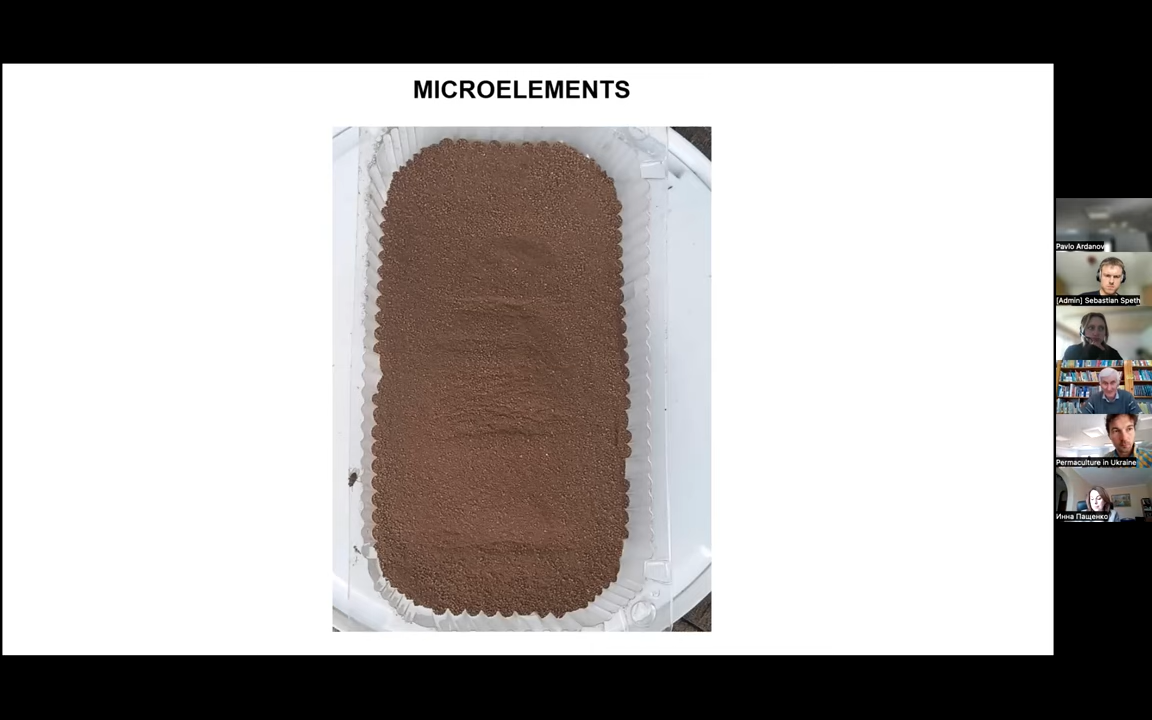 MICROELEMENTS
Pavlo Ardanov
[Admin] Sebastian Speth
Permaculture in Ukraine
Инна Пащенко